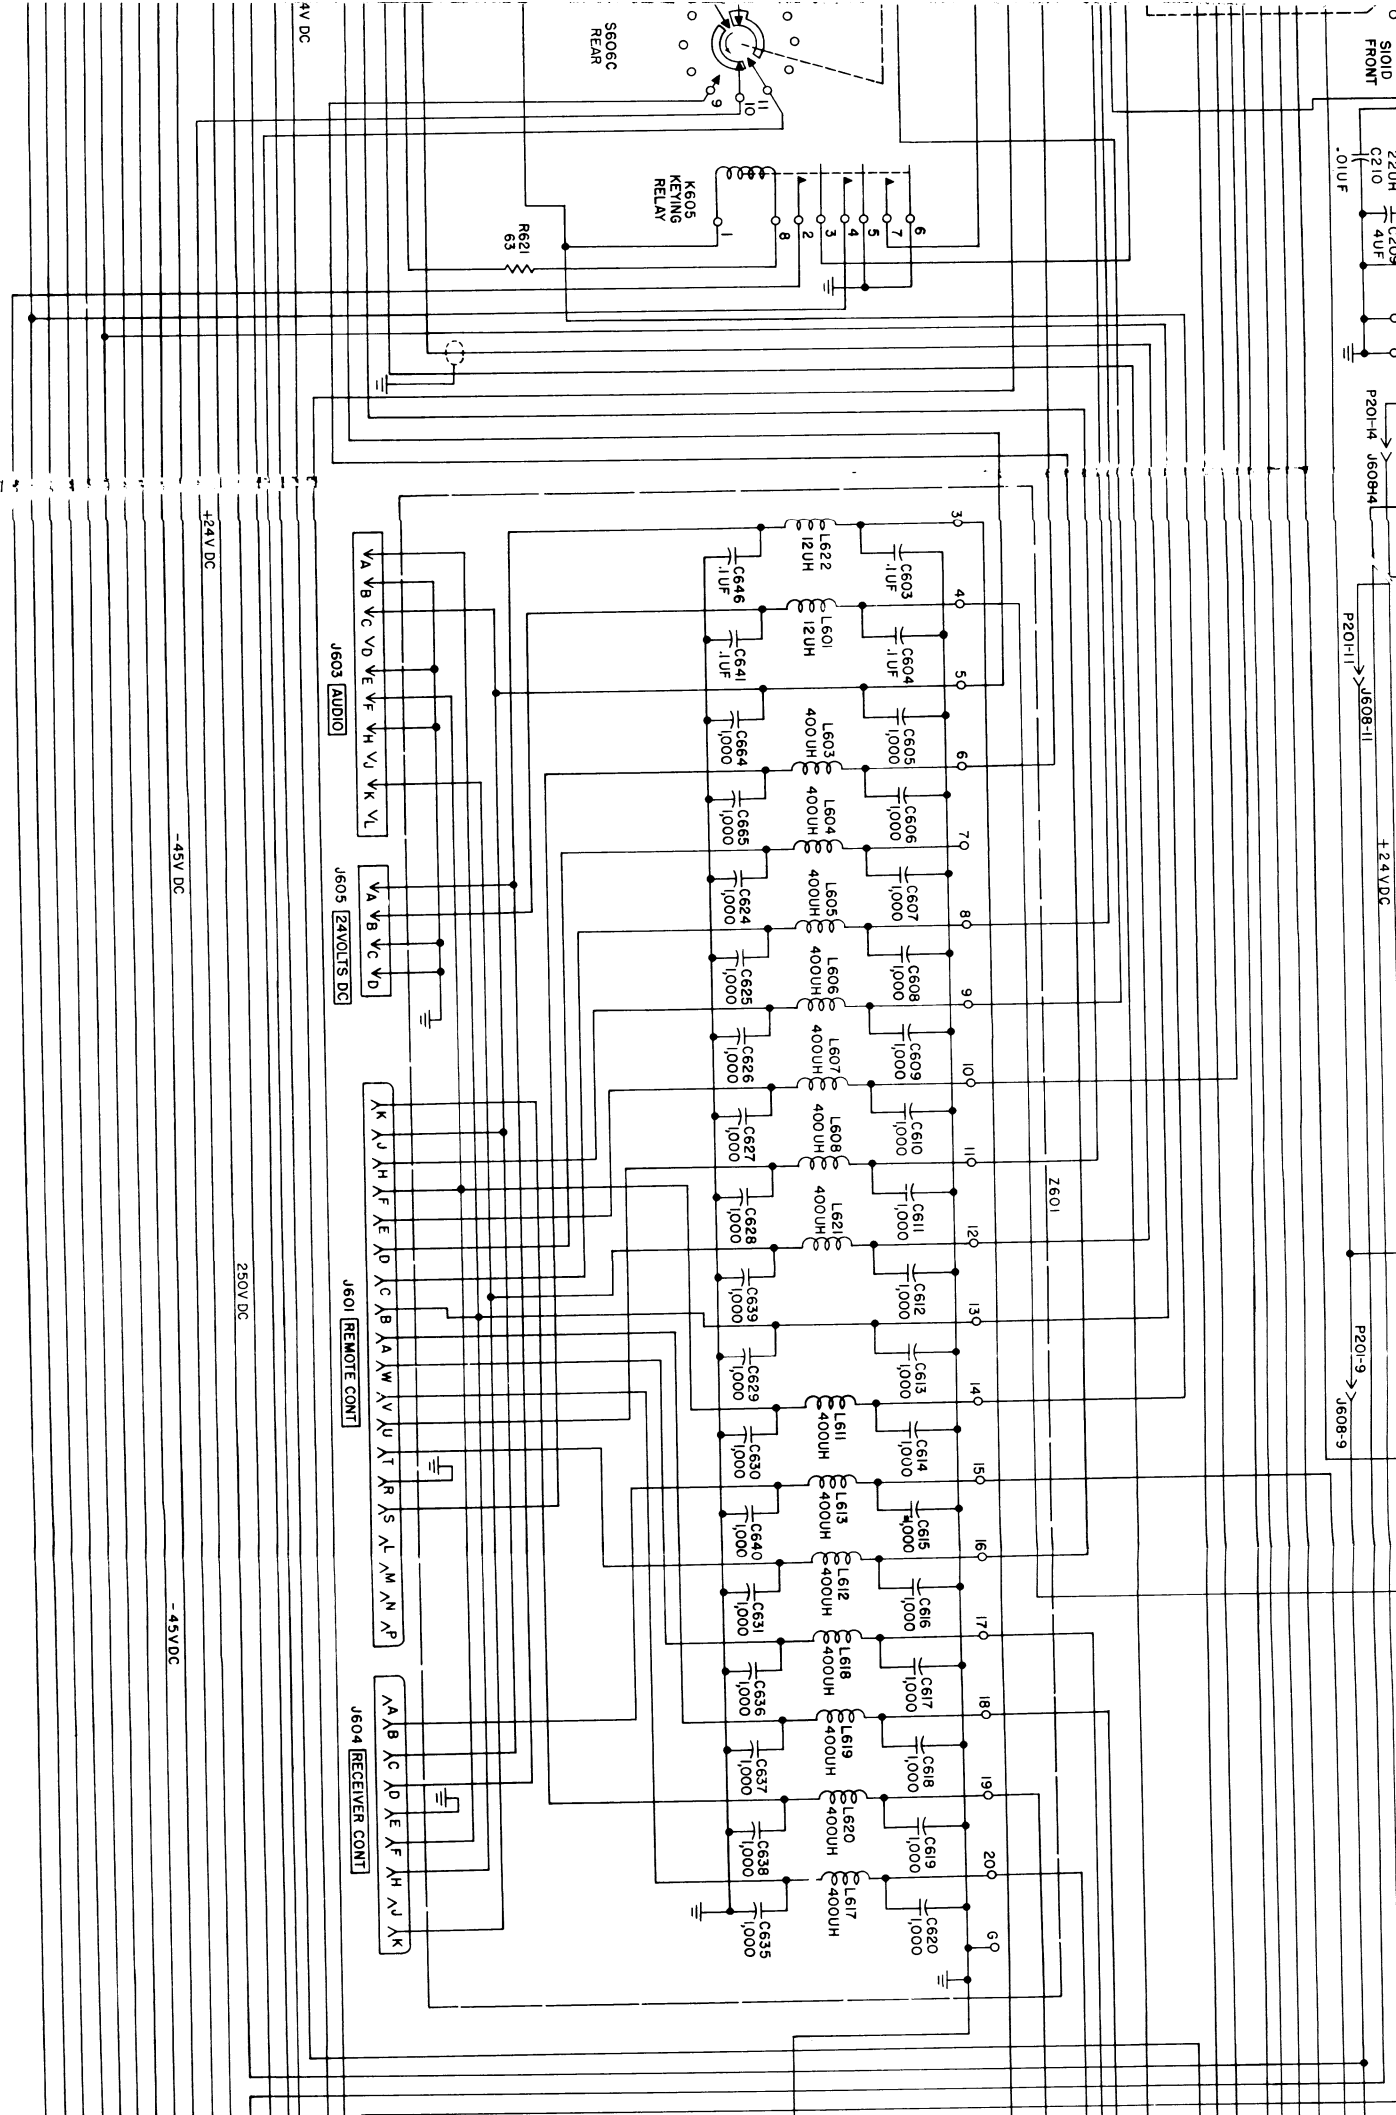 4V DC
S606C
REAR
9
10
11
S101D
FRONT
22UH
C210
.01UF
C209
4UF
K605
KEYING
RELAY
1
8
2
3
4
5
7
6
R621
63
P201-14
J608-14
P201-11
J608-11
+24V DC
P201-9
J608-9
+24V DC
-45V DC
250V DC
-45VDC
Z601
3
4
5
6
7
8
9
10
11
12
13
14
15
16
17
18
19
20
G
C603
.1UF
C604
.1UF
C605
1,000
C606
1,000
C607
1,000
C608
1,000
C609
1,000
C610
1,000
C611
1,000
C612
1,000
C613
1,000
C614
1,000
C615
1,000
C616
1,000
C617
1,000
C618
1,000
C619
1,000
C620
1,000
L622
12UH
L601
12UH
L603
400UH
L604
400UH
L605
400UH
L606
400UH
L607
400UH
L608
400UH
L621
400UH
L611
400UH
L613
400UH
L612
400UH
L618
400UH
L619
400UH
L620
400UH
L617
400UH
C646
.1UF
C641
.1UF
C664
1,000
C665
1,000
C624
1,000
C625
1,000
C626
1,000
C627
1,000
C628
1,000
C639
1,000
C629
1,000
C630
1,000
C640
1,000
C631
1,000
C636
1,000
C637
1,000
C638
1,000
C635
1,000
A B C D E F H J K L
J603 AUDIO
A B C D
J605 24VOLTS DC
K J H F E D C B A W V U T R S L M N P
J601 REMOTE CONT
A B C D E F H J K
J604 RECEIVER CONT